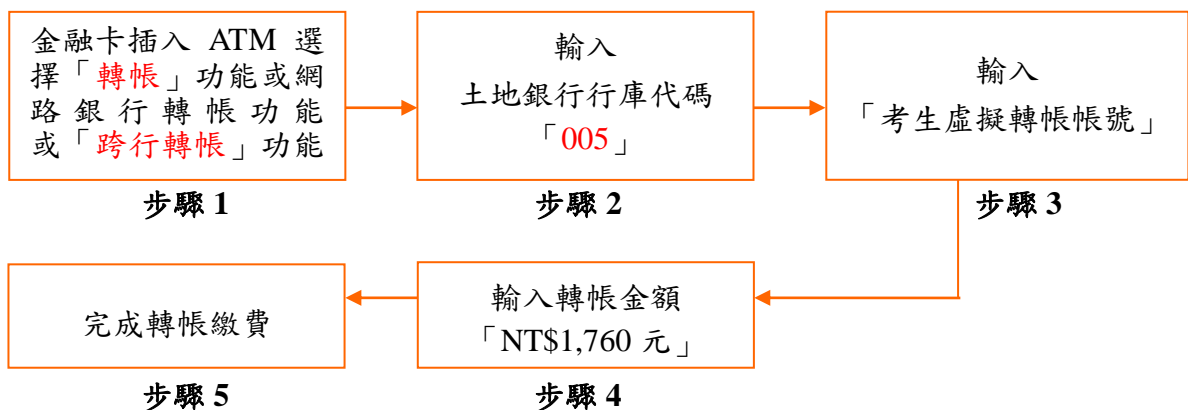 金融卡插入 ATM 選
擇「轉帳」功能或網
路銀行轉帳功能
或「跨行轉帳」功能
步驟 1
輸入
土地銀行行庫代碼
「005」
步驟 2
輸入
「考生虛擬轉帳帳號」
步驟 3
輸入轉帳金額
「NT$1,760 元」
步驟 4
完成轉帳繳費
步驟 5